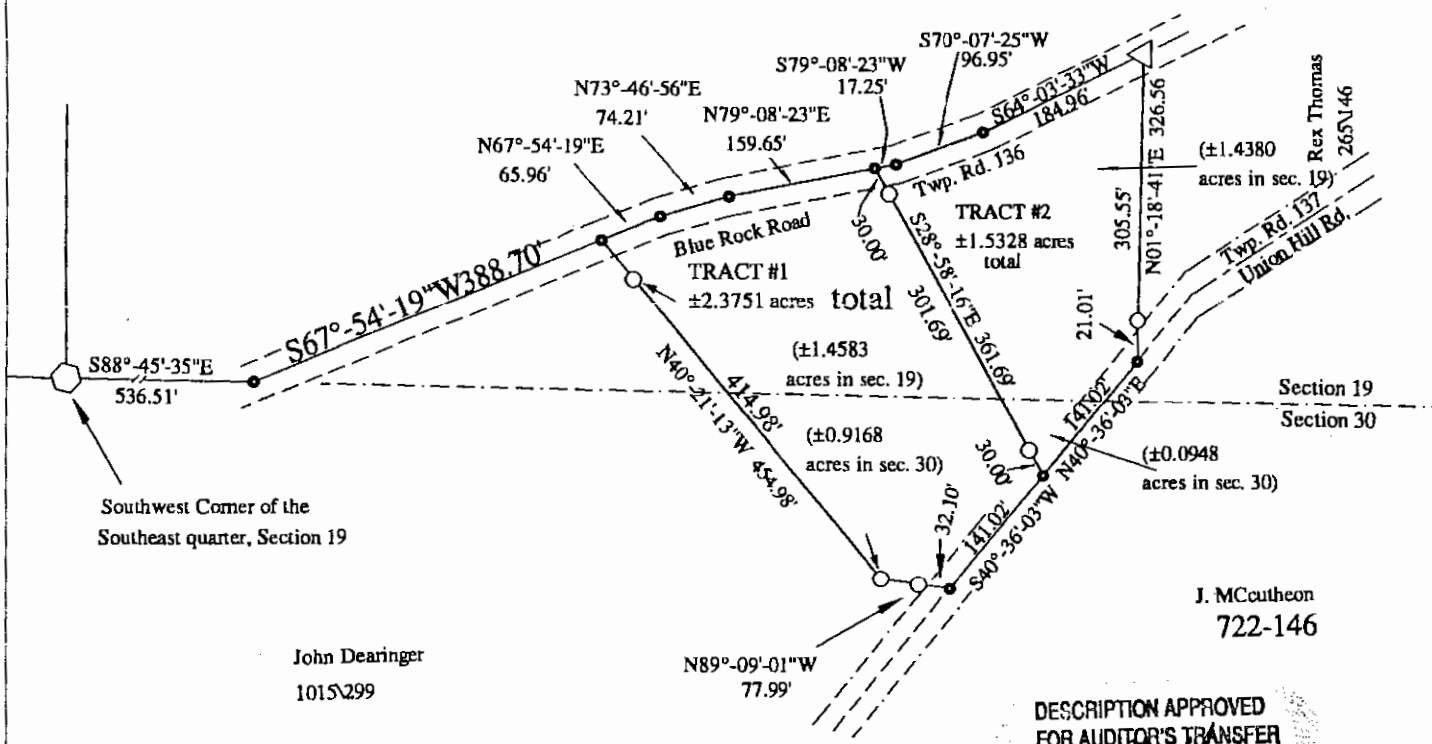 S70°-07'-25"W
96.95'
S79°-08'-23"W
17.25'
N73°-46'-56"E
74.21'
N79°-08'-23"E
159.65'
N67°-54'-19"E
65.96'
S64°-03'-33"W
184.96'
Twp. Rd. 136
Blue Rock Road
S67°-54'-19"W388.70'
S88°-45'-35"E
536.51'
Southwest Corner of the
Southeast quarter, Section 19
TRACT #1
±2.3751 acres total
(±1.4583
acres in sec. 19)
(±0.9168
acres in sec. 30)
414.98'
N40°-21'-13"W 454.98'
30.00'
S28°-58'-16"E 361.69'
301.69'
30.00'
TRACT #2
±1.5328 acres
total
(±1.4380
acres in sec. 19)
N01°-18'-41"E 326.56
305.55'
21.01'
Rex Thomas
265\146
Twp. Rd. 137
Union Hill Rd.
Section 19
Section 30
(±0.0948
acres in sec. 30)
141.02'
N40°-36'-03"E
141.02'
S40°-36'-03"W
32.10'
N89°-09'-01"W
77.99'
John Dearinger
1015\299
J. MCcutheon
722-146
DESCRIPTION APPROVED
FOR AUDITOR'S TRANSFER